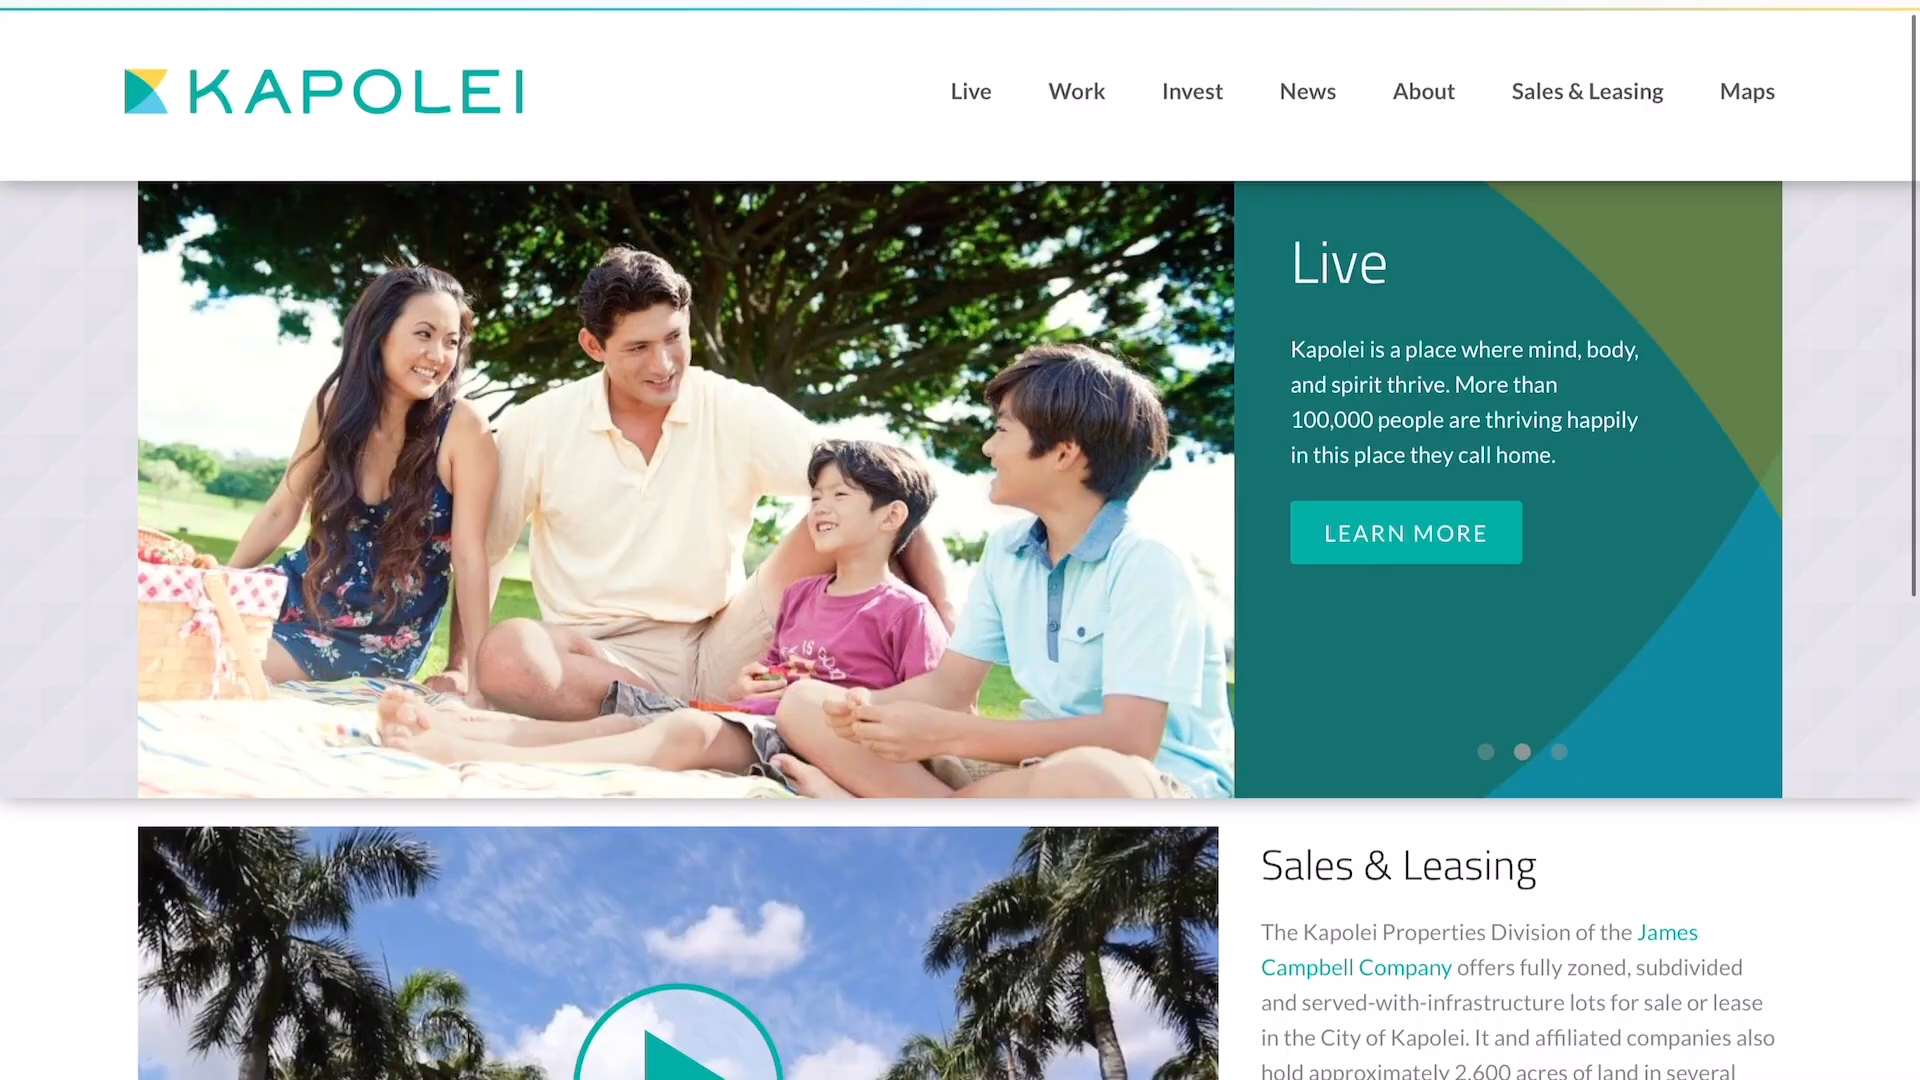 KAPOLEI
Live
Work
Invest
News
About
Sales & Leasing
Maps
Live
Kapolei is a place where mind, body,
and spirit thrive. More than
100,000 people are thriving happily
in this place they call home.
LEARN MORE
Sales & Leasing
The Kapolei Properties Division of the James
Campbell Company offers fully zoned, subdivided
and served-with-infrastructure lots for sale or lease
in the City of Kapolei. It and affiliated companies also
hold approximately 2,600 acres of land in several